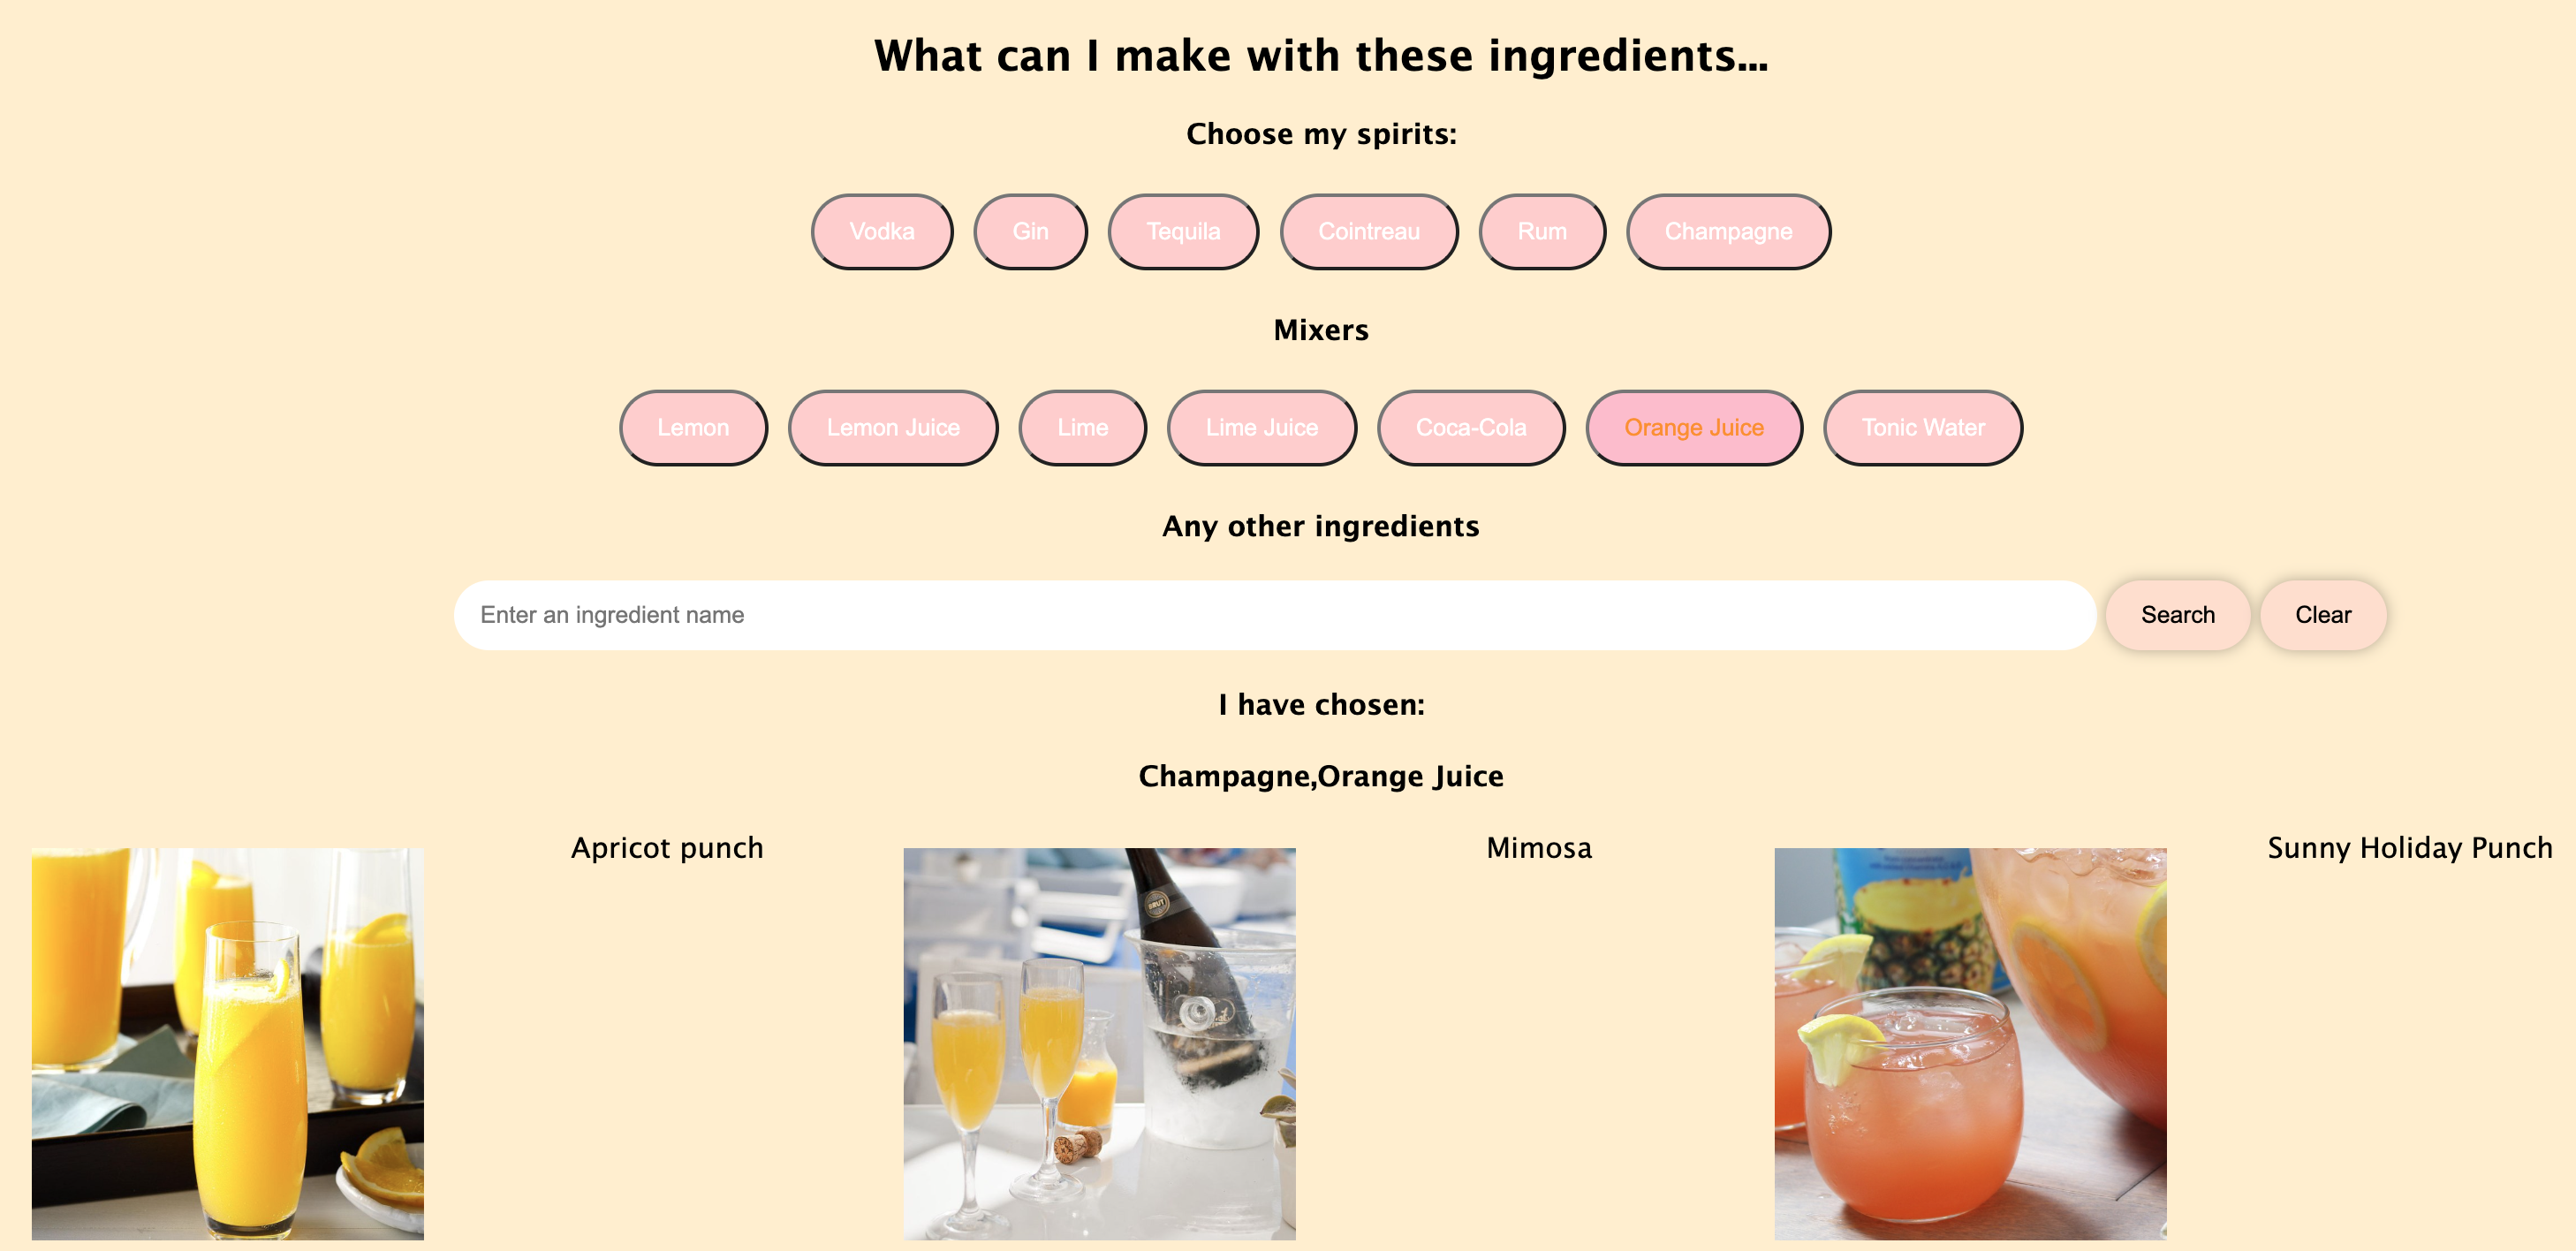 What can I make with these ingredients...
Choose my spirits:
Vodka Gin Tequila Cointreau Rum Champagne
Mixers
Lemon Lemon Juice Lime Lime Juice Coca-Cola Orange Juice Tonic Water
Any other ingredients
Enter an ingredient name Search Clear
I have chosen:
Champagne,Orange Juice
Apricot punch Mimosa Sunny Holiday Punch
BRUT